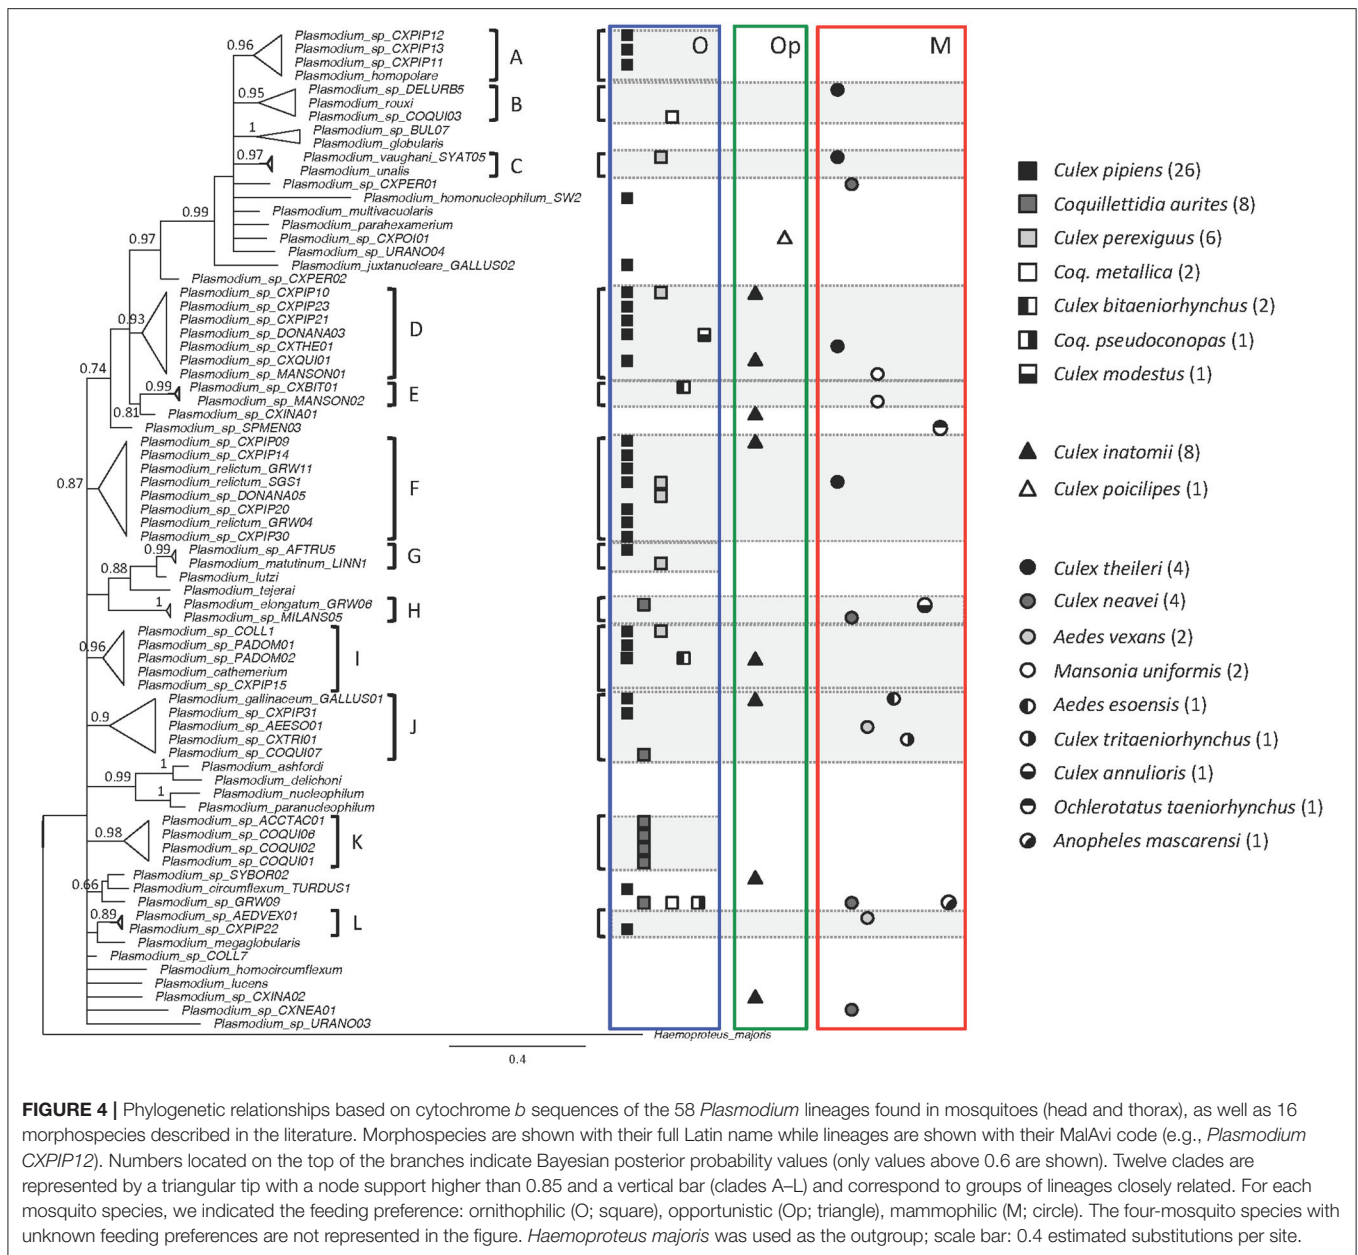 O
Op
M
Plasmodium_sp_CXPIP12
0.96
Plasmodium_sp_CXPIP13
A
Plasmodium_sp_CXPIP11
Plasmodium_homopolare
Plasmodium_sp_DELURB5
0.95
Plasmodium_rouxi
B
Plasmodium_sp_COQUI03
1
Plasmodium_sp_BUL07
Plasmodium_globularis
0.97
Plasmodium_vaughani_SYAT05
C
Plasmodium_unalis
Plasmodium_sp_CXPER01
Plasmodium_homonucleophilum_SW2
0.99
Plasmodium_multivacuolaris
Plasmodium_parahexamerium
Plasmodium_sp_CXPOI01
0.97
Plasmodium_sp_URANO04
Plasmodium_juxtanucleare_GALLUS02
Plasmodium_sp_CXPER02
Plasmodium_sp_CXPIP10
Plasmodium_sp_CXPIP23
0.93
Plasmodium_sp_CXPIP21
D
Plasmodium_sp_DONANA03
Plasmodium_sp_CXTHE01
Plasmodium_sp_CXQUI01
0.74
Plasmodium_sp_MANSON01
0.99
Plasmodium_sp_CXBIT01
E
Plasmodium_sp_MANSON02
0.81
Plasmodium_sp_CXINA01
Plasmodium_sp_SPMEN03
Plasmodium_sp_CXPIP09
Plasmodium_sp_CXPIP14
Plasmodium_relictum_GRW11
0.87
Plasmodium_relictum_SGS1
F
Plasmodium_sp_DONANA05
Plasmodium_sp_CXPIP20
Plasmodium_relictum_GRW04
Plasmodium_sp_CXPIP30
0.99
Plasmodium_sp_AFTRU5
G
Plasmodium_matutinum_LINN1
0.88
Plasmodium_lutzi
Plasmodium_tejerai
1
Plasmodium_elongatum_GRW06
H
Plasmodium_sp_MILANS05
Plasmodium_sp_COLL1
0.96
Plasmodium_sp_PADOM01
Plasmodium_sp_PADOM02
I
Plasmodium_cathemerium
Plasmodium_sp_CXPIP15
Plasmodium_gallinaceum_GALLUS01
Plasmodium_sp_CXPIP31
0.9
Plasmodium_sp_AEESO01
J
Plasmodium_sp_CXTRI01
Plasmodium_sp_COQUI07
1
Plasmodium_ashfordi
0.99
Plasmodium_delichoni
1
Plasmodium_nucleophilum
Plasmodium_paranucleophilum
Plasmodium_sp_ACCTAC01
0.98
Plasmodium_sp_COQUI06
K
Plasmodium_sp_COQUI02
Plasmodium_sp_COQUI01
Plasmodium_sp_SYBOR02
0.66
Plasmodium_circumflexum_TURDUS1
Plasmodium_sp_GRW09
0.89
Plasmodium_sp_AEDVEX01
L
Plasmodium_sp_CXPIP22
Plasmodium_megaglobularis
Plasmodium_sp_COLL7
Plasmodium_homocircumflexum
Plasmodium_lucens
Plasmodium_sp_CXINA02
Plasmodium_sp_CXNEA01
Plasmodium_sp_URANO03
Haemoproteus_majoris
0.4
Culex pipiens (26)
Coquillettidia aurites (8)
Culex perexiguus (6)
Coq. metallica (2)
Culex bitaeniorhynchus (2)
Coq. pseudoconopas (1)
Culex modestus (1)
Culex inatomii (8)
Culex poicilipes (1)
Culex theileri (4)
Culex neavei (4)
Aedes vexans (2)
Mansonia uniformis (2)
Aedes esoensis (1)
Culex tritaeniorhynchus (1)
Culex annulioris (1)
Ochlerotatus taeniorhynchus (1)
Anopheles mascarensi (1)
FIGURE 4 | Phylogenetic relationships based on cytochrome b sequences of the 58 Plasmodium lineages found in mosquitoes (head and thorax), as well as 16
morphospecies described in the literature. Morphospecies are shown with their full Latin name while lineages are shown with their MalAvi code (e.g., Plasmodium
CXPIP12). Numbers located on the top of the branches indicate Bayesian posterior probability values (only values above 0.6 are shown). Twelve clades are
represented by a triangular tip with a node support higher than 0.85 and a vertical bar (clades A–L) and correspond to groups of lineages closely related. For each
mosquito species, we indicated the feeding preference: ornithophilic (O; square), opportunistic (Op; triangle), mammophilic (M; circle). The four-mosquito species with
unknown feeding preferences are not represented in the figure. Haemoproteus majoris was used as the outgroup; scale bar: 0.4 estimated substitutions per site.